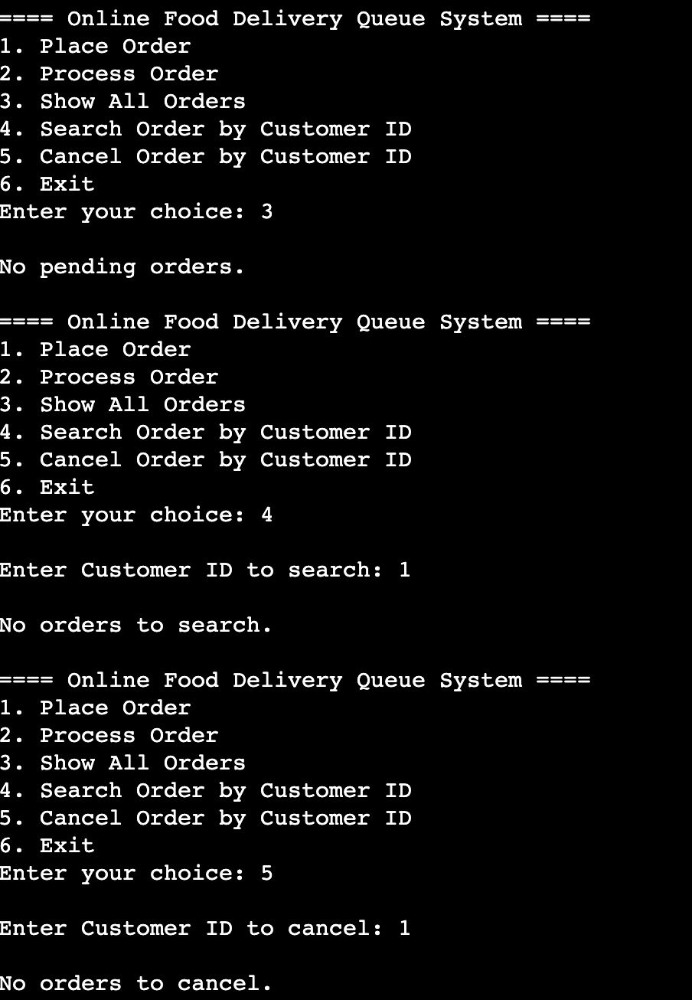 ==== Online Food Delivery Queue System ====
1. Place Order
2. Process Order
3. Show All Orders
4. Search Order by Customer ID
5. Cancel Order by Customer ID
6. Exit
Enter your choice: 3
No pending orders.
==== Online Food Delivery Queue System ====
1. Place Order
2. Process Order
3. Show All Orders
4. Search Order by Customer ID
5. Cancel Order by Customer ID
6. Exit
Enter your choice: 4
Enter Customer ID to search: 1
No orders to search.
==== Online Food Delivery Queue System ====
1. Place Order
2. Process Order
3. Show All Orders
4. Search Order by Customer ID
5. Cancel Order by Customer ID
6. Exit
Enter your choice: 5
Enter Customer ID to cancel: 1
No orders to cancel.